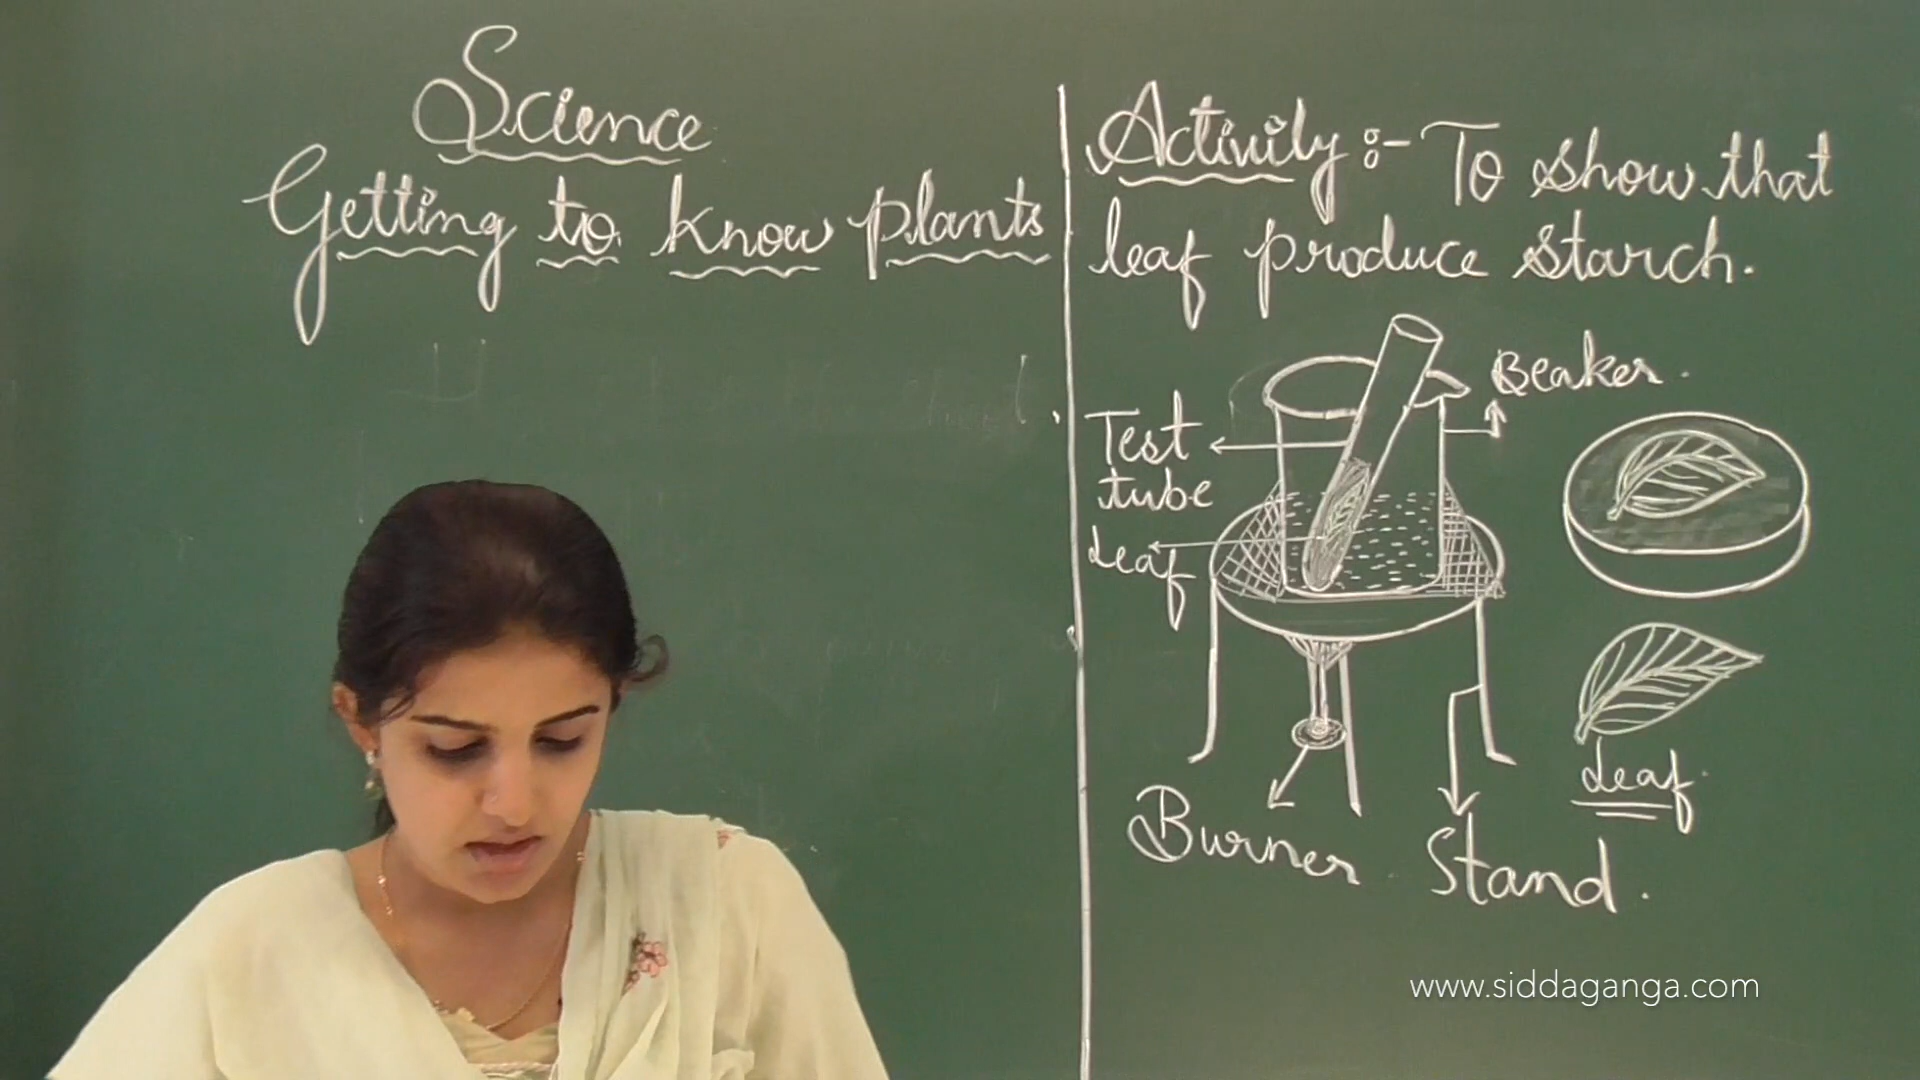 Science
Getting to know plants
Activity :- To show that
leaf produce starch.
Beaker.
Test
tube
Leaf
Burner
Stand.
Leaf.
www.siddaganga.com